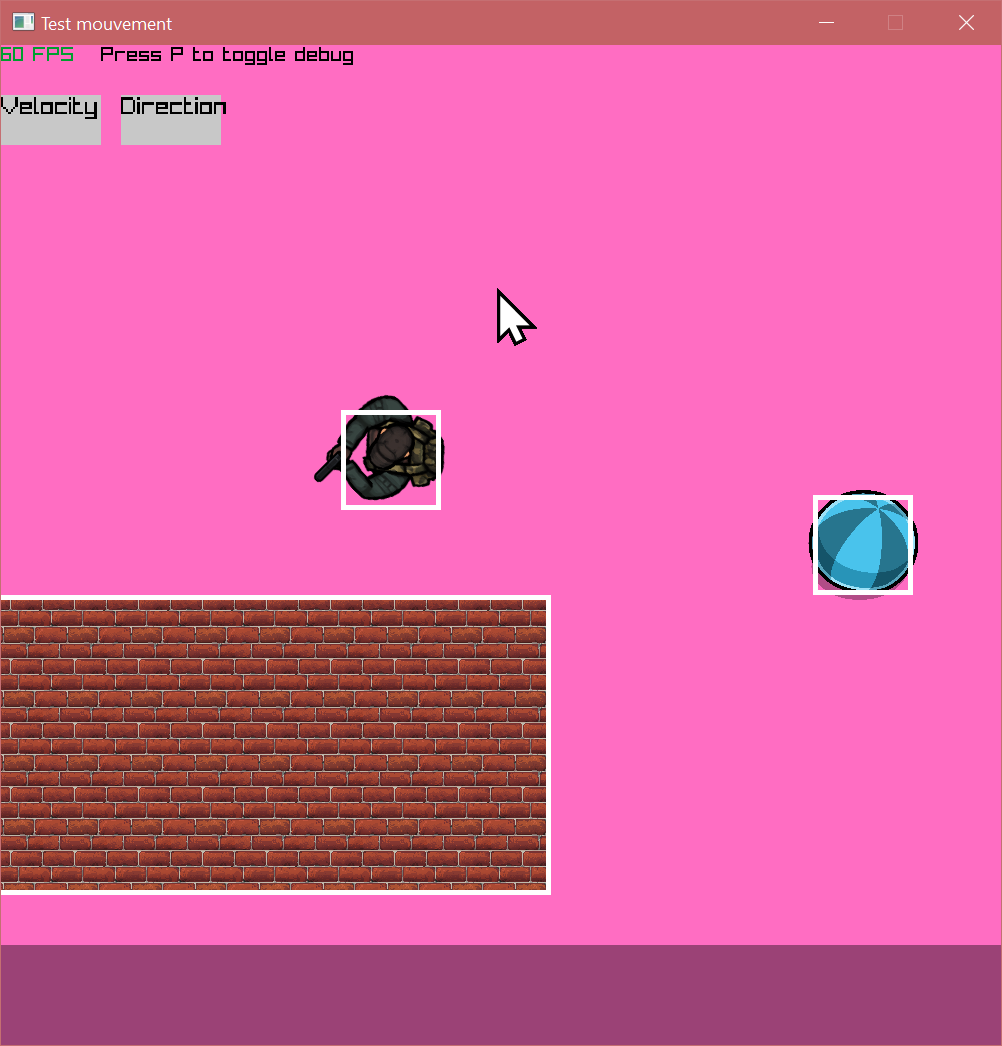 Test mouvement
60 FPS Press P to toggle debug
Velocity Direction